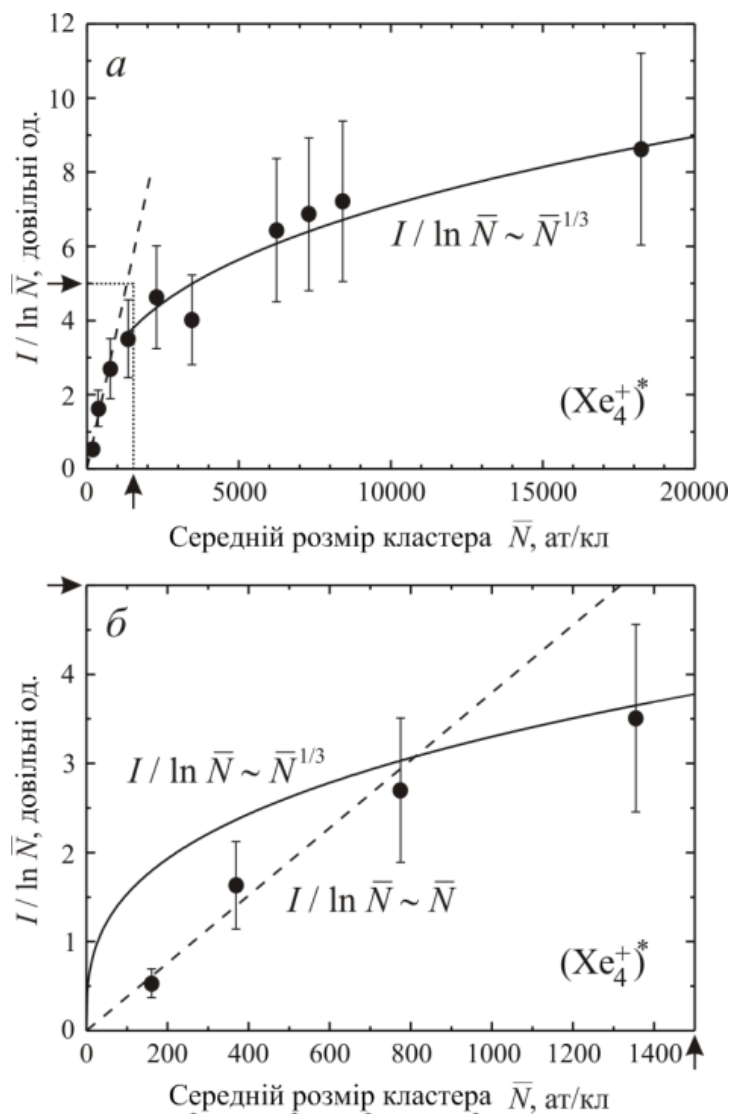 12
10
8
6
4
2
0
I / ln N̅, довільні од.
а
I / ln N̅ ~ N̅^{1/3}
(Xe₄⁺)*
0 5000 10000 15000 20000
Середній розмір кластера N̅, ат/кл
б
4
3
2
1
0
I / ln N̅, довільні од.
I / ln N̅ ~ N̅^{1/3}
I / ln N̅ ~ N̅
(Xe₄⁺)*
0 200 400 600 800 1000 1200 1400
Середній розмір кластера N̅, ат/кл